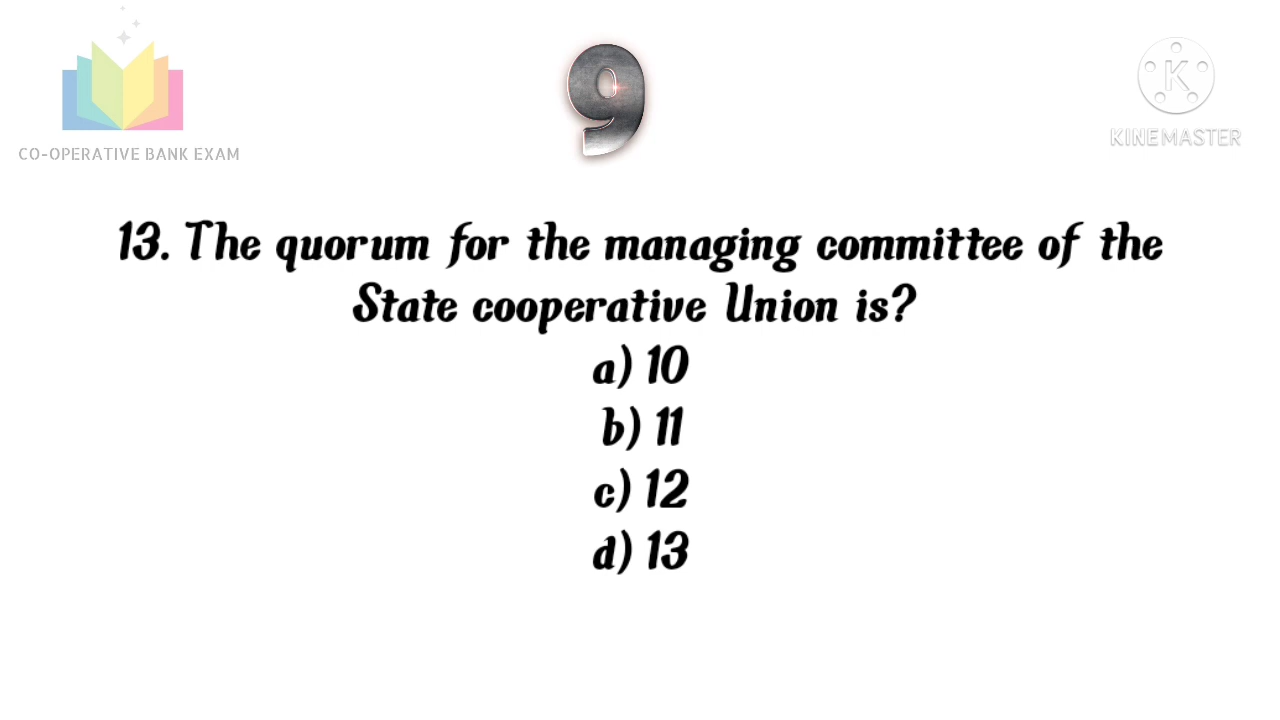 9
CO-OPERATIVE BANK EXAM
K
KINEMASTER
13. The quorum for the managing committee of the
State cooperative Union is?
a) 10
b) 11
c) 12
d) 13